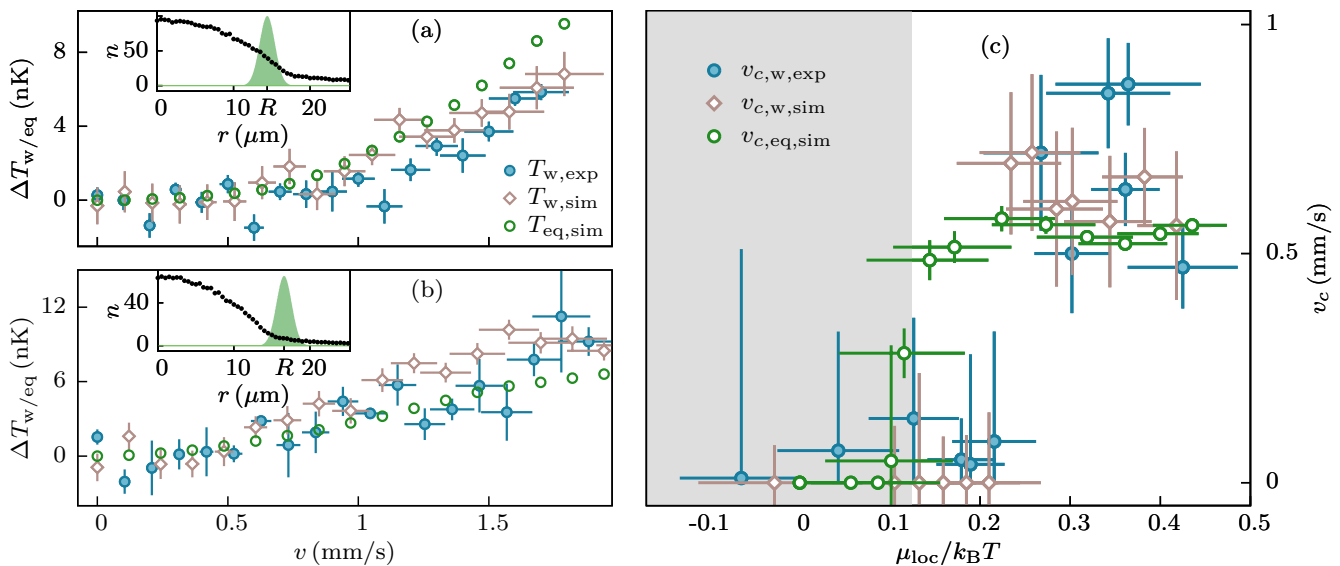 (a)
ΔT_w/eq (nK)
8
4
0
n
50
0
0
10
R
20
r (μm)
T_w,exp
T_w,sim
T_eq,sim
(b)
ΔT_w/eq (nK)
12
6
0
n
40
0
0
10
R
20
r (μm)
0
0.5
1
1.5
v (mm/s)
(c)
v_c,w,exp
v_c,w,sim
v_c,eq,sim
1
0.5
0
v_c (mm/s)
-0.1
0
0.1
0.2
0.3
0.4
0.5
μ_loc/k_BT